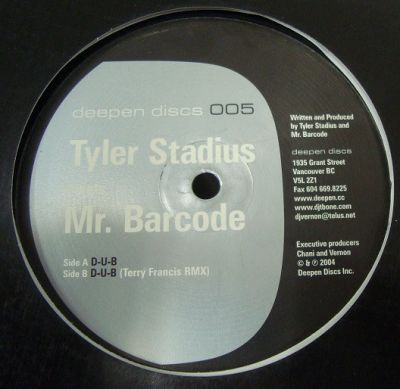 deepen discs 005
Tyler Stadius
Mr. Barcode
Side A D-U-B
Side B D-U-B (Terry Francis RMX)
Written and Produced
by Tyler Stadius and
Mr. Barcode
deepen discs
1935 Grant Street
Vancouver BC
V5L 2Z1
Fax 604 669.8225
www.deepen.cc
www.djtbone.com
djvernon@telus.net
Executive producers
Chani and Vernon
© & ℗ 2004
Deepen Discs Inc.